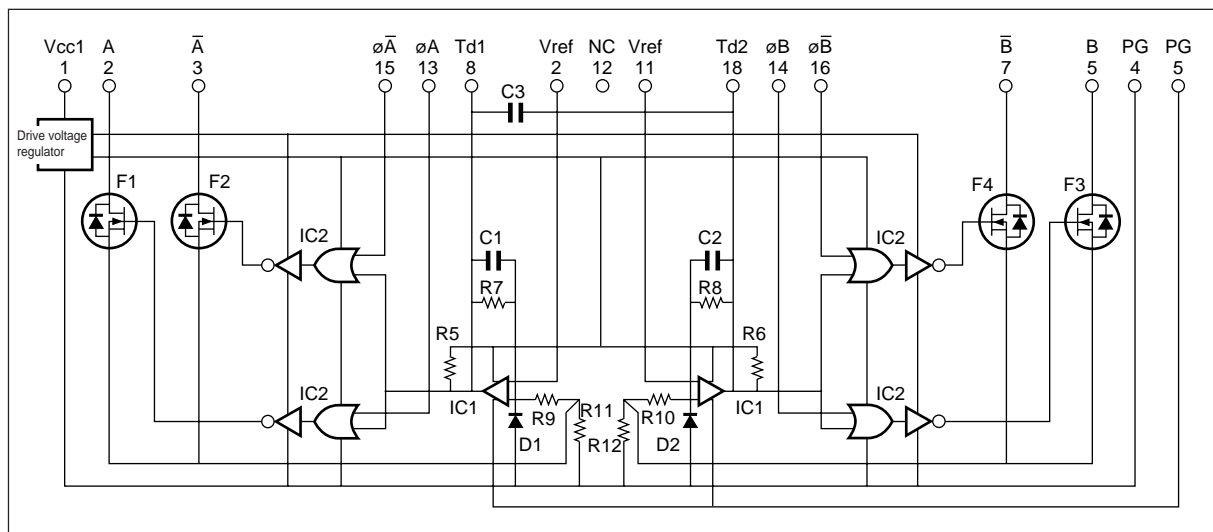 Vcc1 A A̅ øA̅ øA Td1 Vref NC Vref Td2 øB øB̅ B̅ B PG PG
1 2 3 15 13 8 2 12 11 18 14 16 7 5 4 5
C3
Drive voltage
regulator
F1 F2 F4 F3
C1 C2
IC2 IC2
R7 R8
R5 R6
IC2 IC1 R9 R11 R10 IC1 IC2
D1 R12 D2